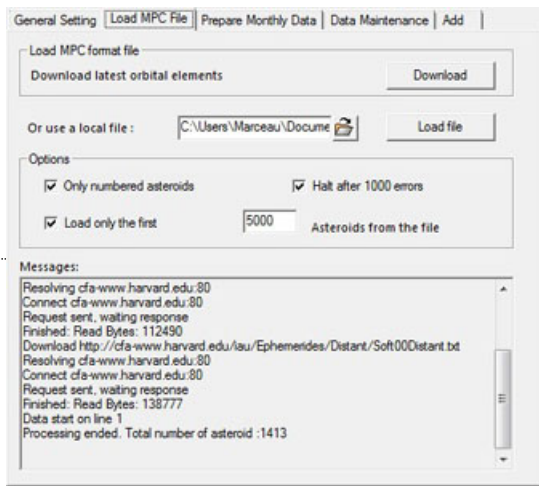 General Setting Load MPC File Prepare Monthly Data Data Maintenance Add
Load MPC format file
Download latest orbital elements Download
Or use a local file : C:\Users\Marceau\Docume Load file
Options
Only numbered asteroids Halt after 1000 errors
Load only the first 5000 Asteroids from the file
Messages:
Resolving cfa-www.harvard.edu:80
Connect cfa-www.harvard.edu:80
Request sent, waiting response
Finished: Read Bytes: 112490
Download http://cfa-www.harvard.edu/iau/Ephemerides/Distant/Soft00Distant.txt
Resolving cfa-www.harvard.edu:80
Connect cfa-www.harvard.edu:80
Request sent, waiting response
Finished: Read Bytes: 138777
Data start on line 1
Processing ended. Total number of asteroid :1413